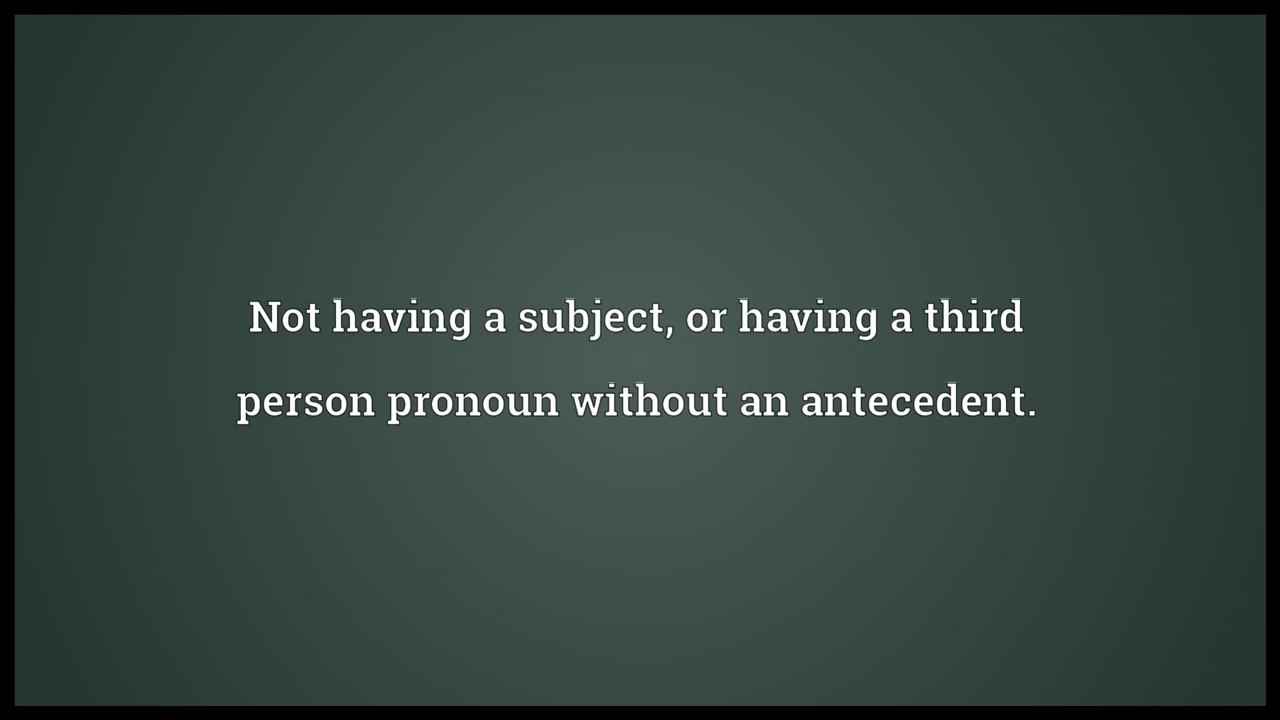 Not having a subject, or having a third
person pronoun without an antecedent.